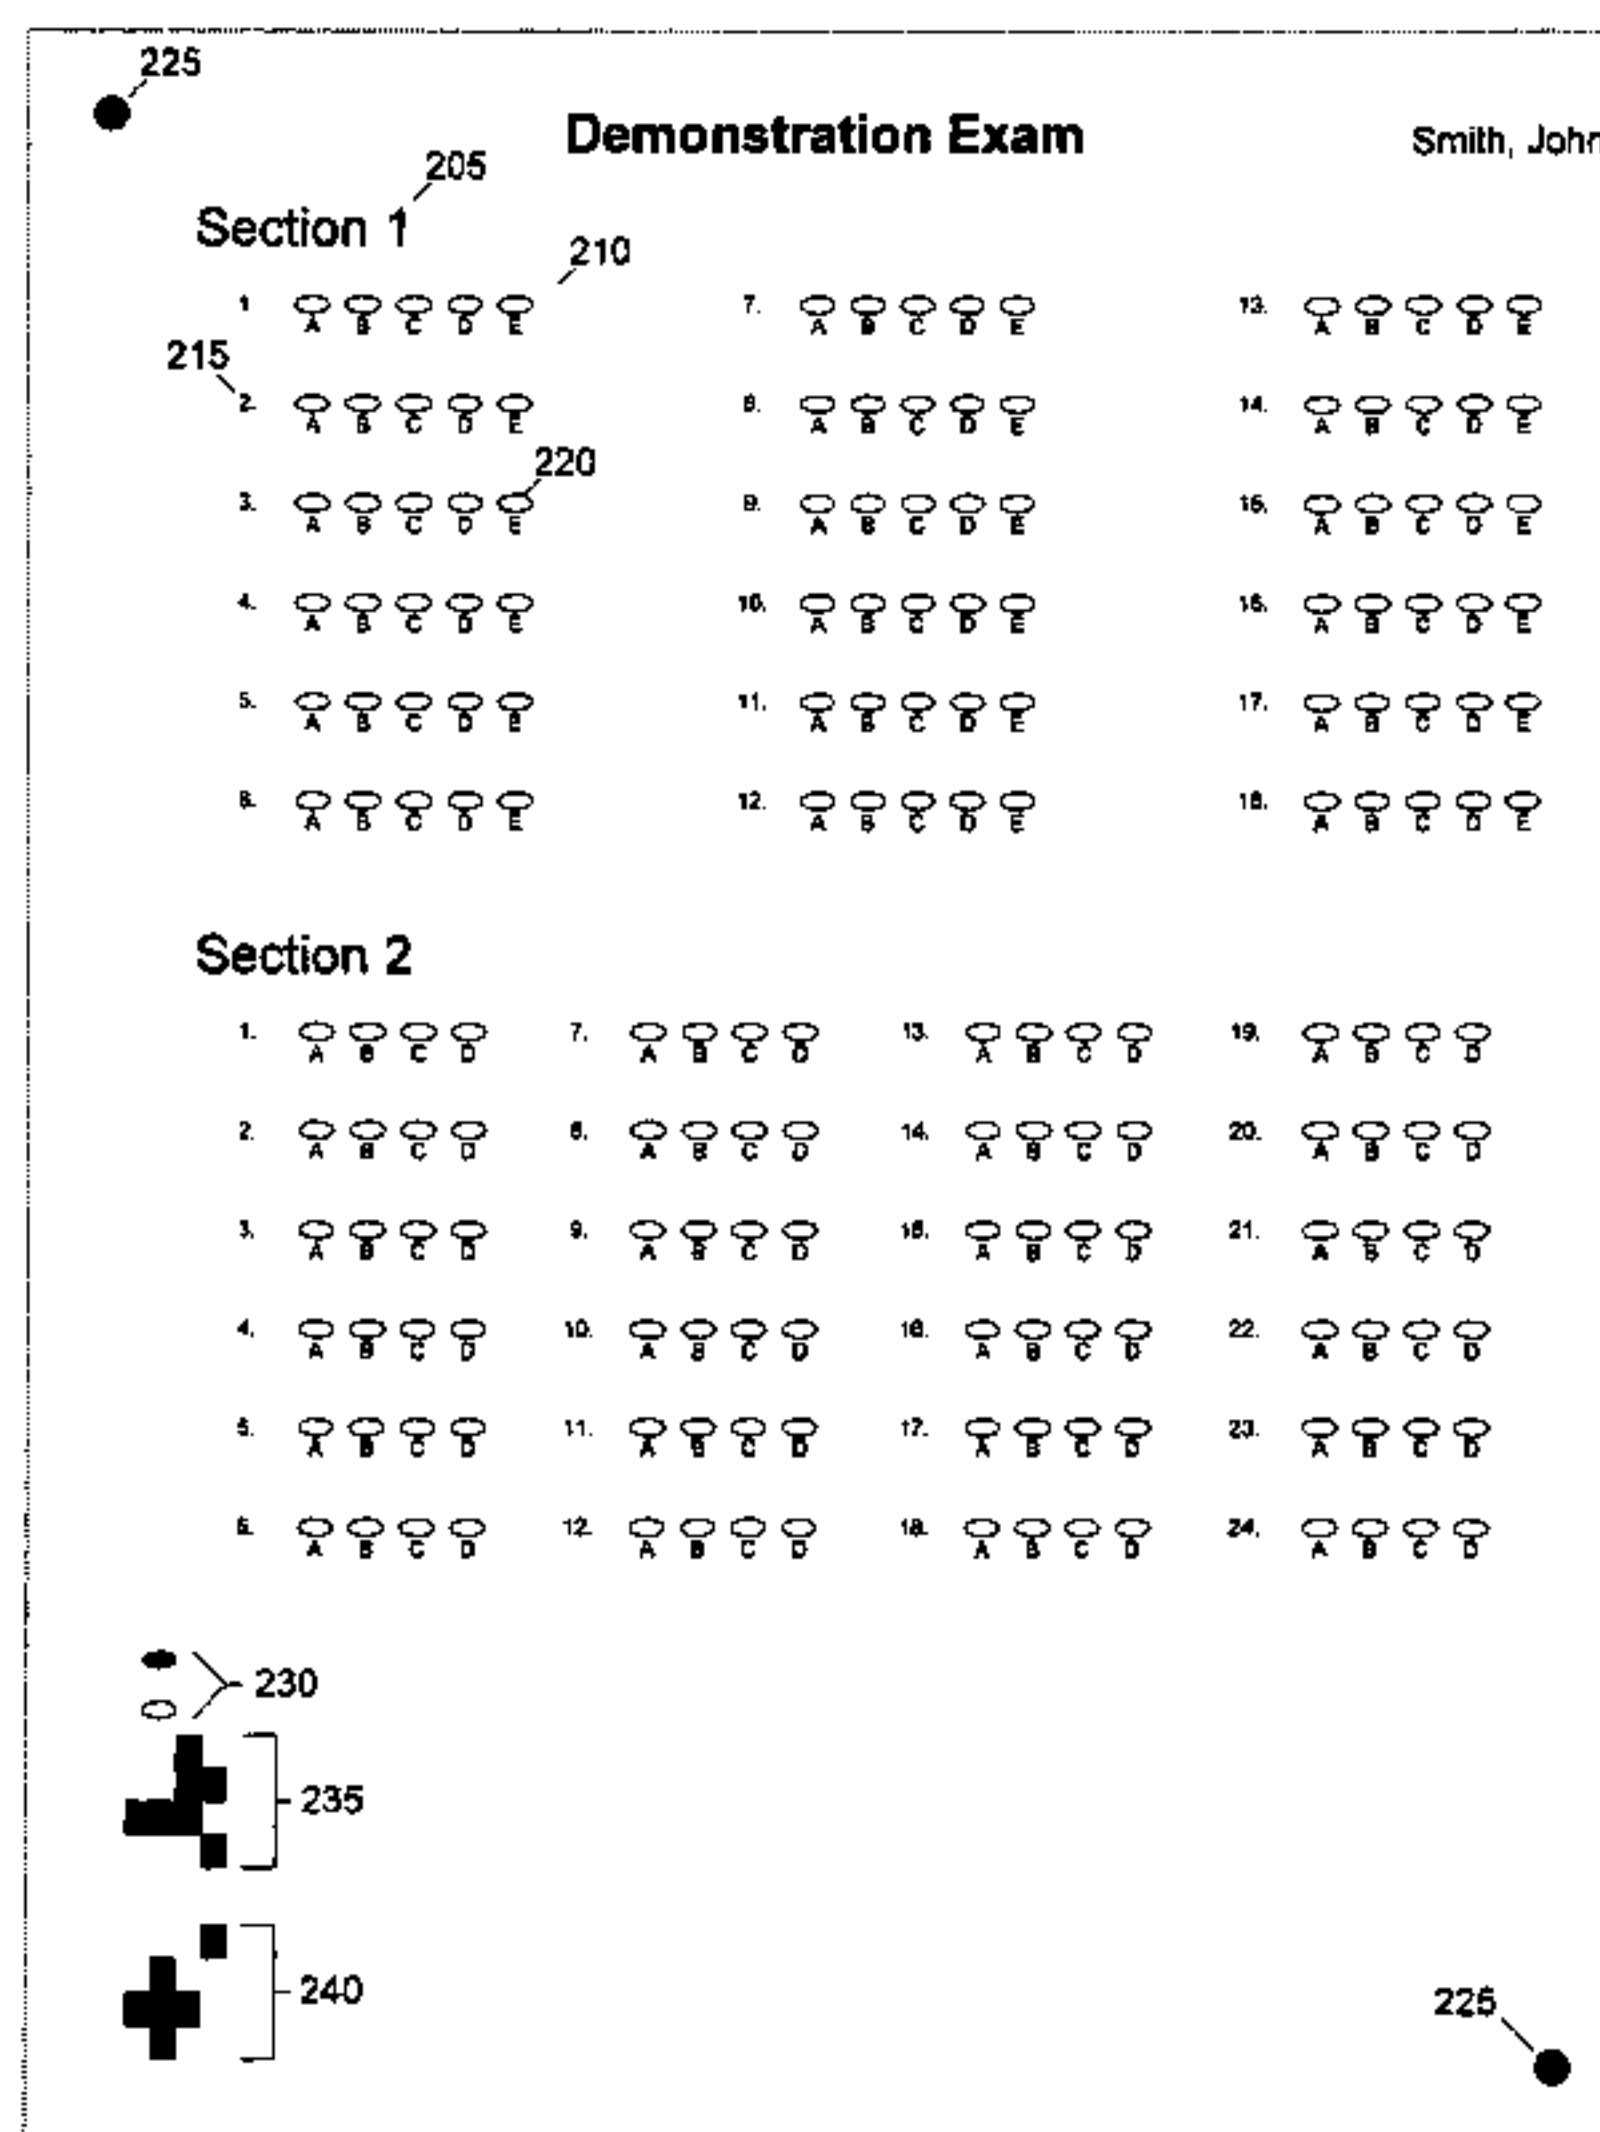 225
Demonstration Exam Smith, John
205
Section 1
210
1 A B C D E 7. A B C D E 13. A B C D E
215
2. A B C D E 8. A B C D E 14. A B C D E
220
3. A B C D E 9. A B C D E 15. A B C D E
4. A B C D E 10. A B C D E 16. A B C D E
5. A B C D E 11. A B C D E 17. A B C D E
6. A B C D E 12. A B C D E 18. A B C D E
Section 2
1. A B C D 7. A B C D 13. A B C D 19. A B C D
2. A B C D 8. A B C D 14. A B C D 20. A B C D
3. A B C D 9. A B C D 15. A B C D 21. A B C D
4. A B C D 10. A B C D 16. A B C D 22. A B C D
5. A B C D 11. A B C D 17. A B C D 23. A B C D
6. A B C D 12. A B C D 18. A B C D 24. A B C D
230
235
240
225